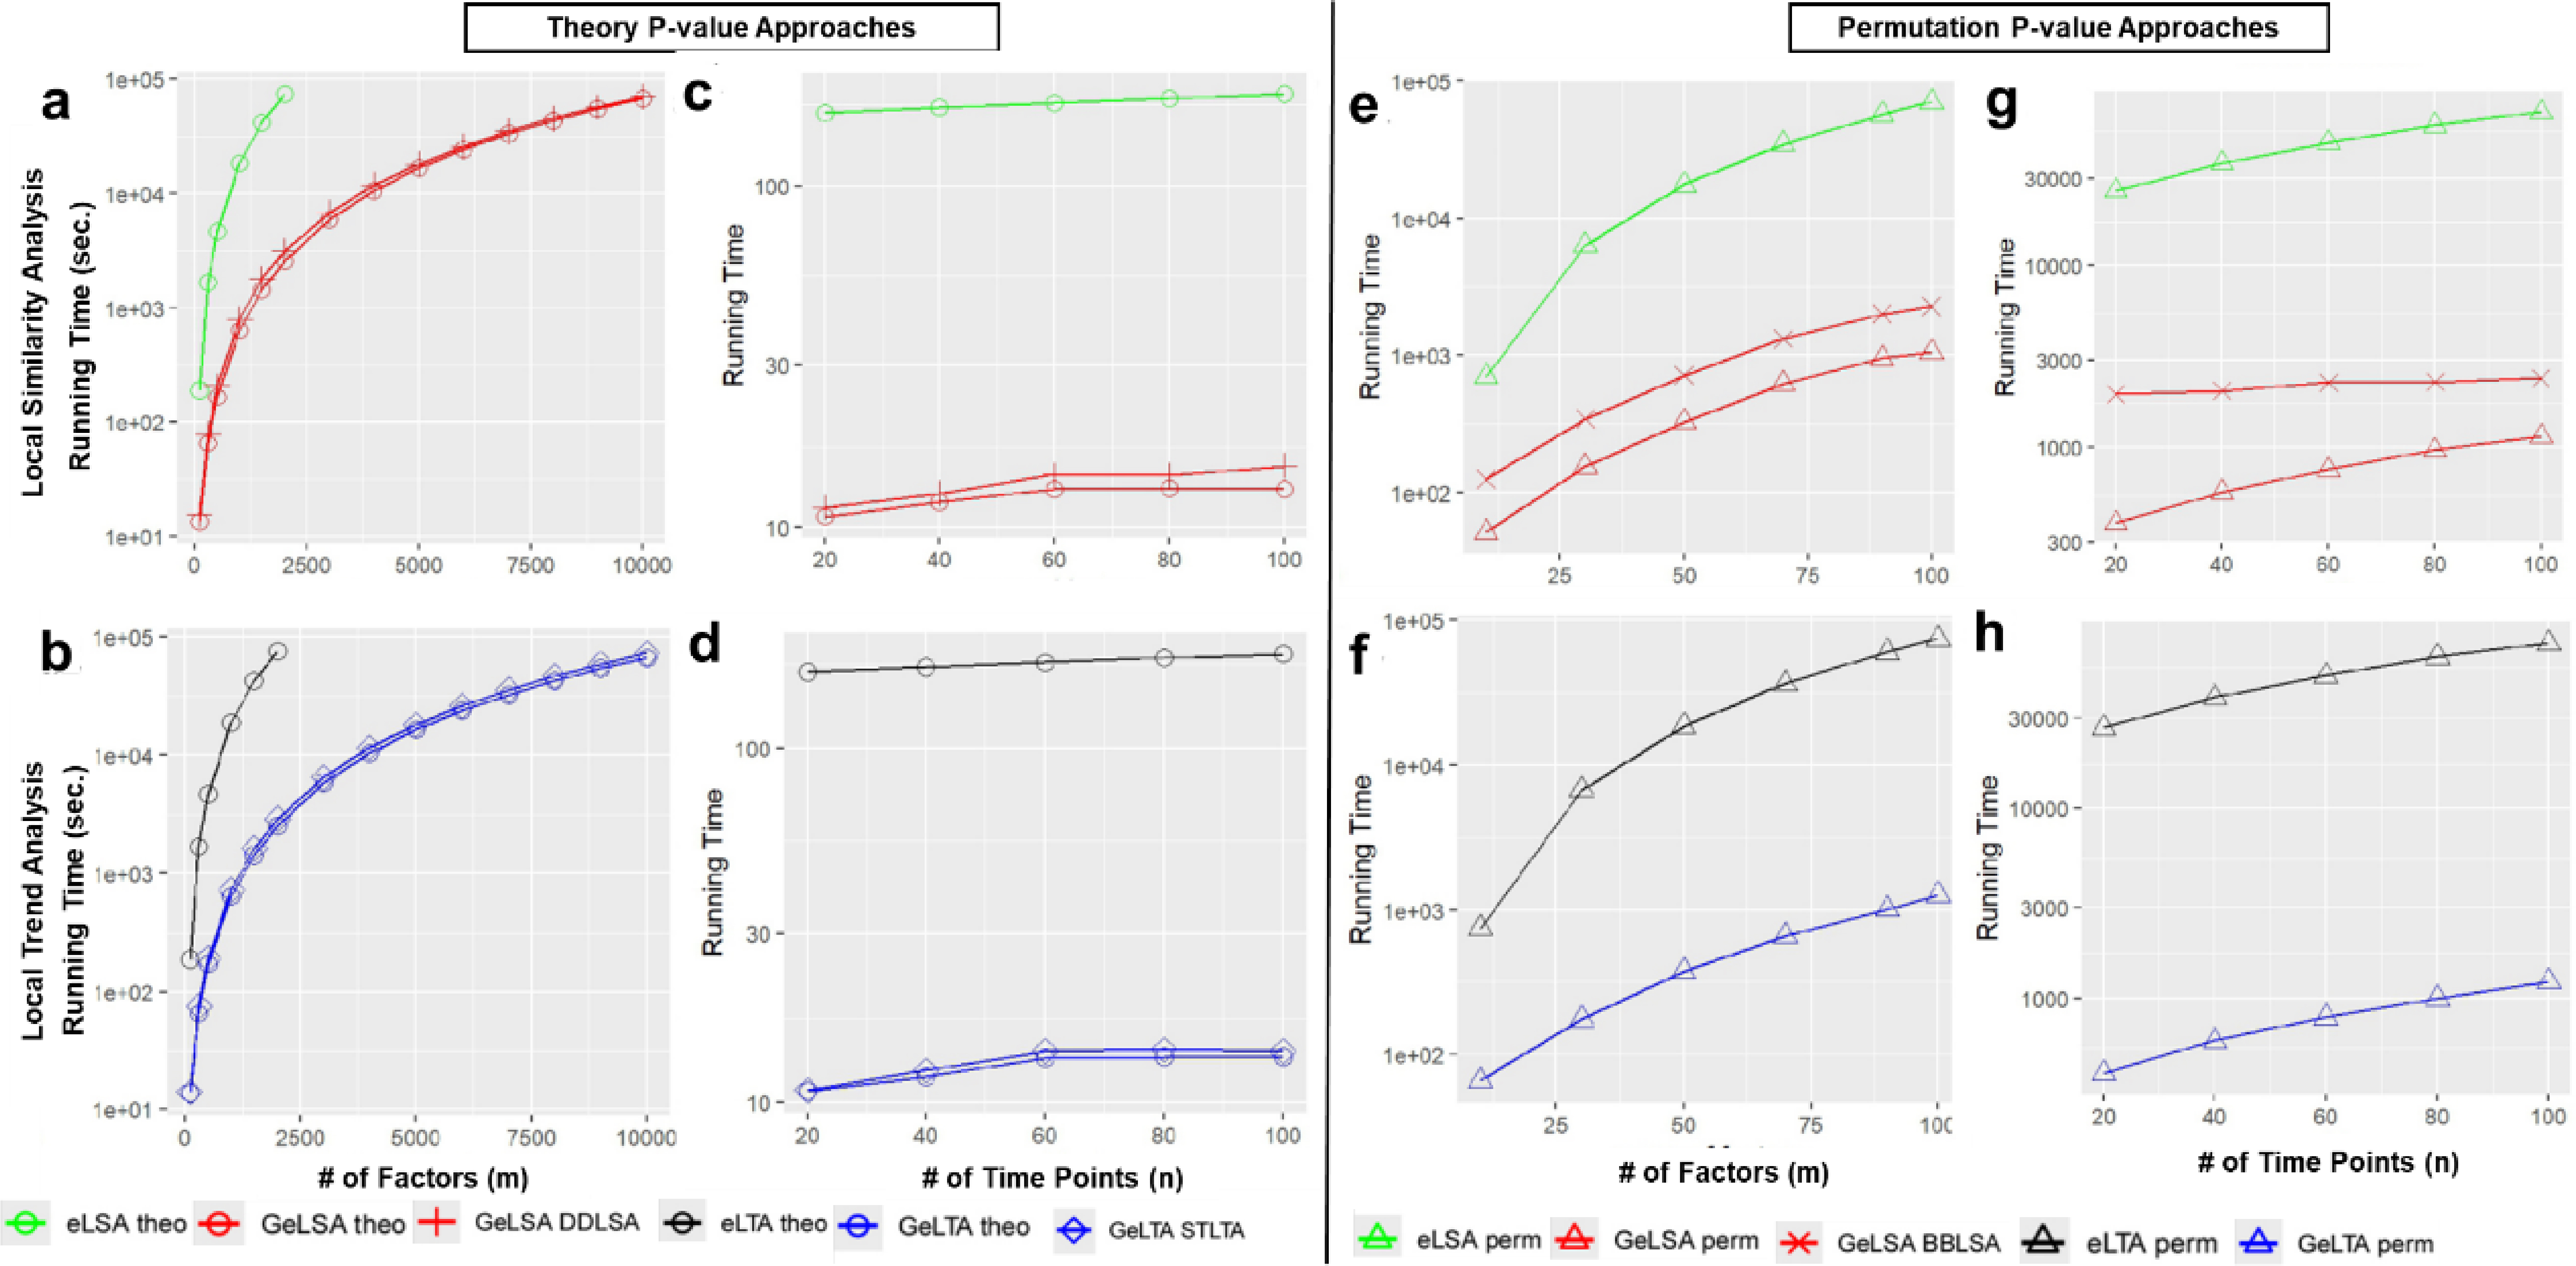 Theory P-value Approaches
Permutation P-value Approaches
a
Local Similarity Analysis
Running Time (sec.)
1e+05
1e+04
1e+03
1e+02
1e+01
0 2500 5000 7500 10000
c
Running Time
100
30
10
20 40 60 80 100
e
Running Time
1e+05
1e+04
1e+03
1e+02
25 50 75 100
g
Running Time
30000
10000
3000
1000
300
20 40 60 80 100
b
Local Trend Analysis
Running Time (sec.)
1e+05
1e+04
1e+03
1e+02
1e+01
0 2500 5000 7500 10000
# of Factors (m)
d
Running Time
100
30
10
20 40 60 80 100
# of Time Points (n)
f
Running Time
1e+05
1e+04
1e+03
1e+02
25 50 75 100
# of Factors (m)
h
Running Time
30000
10000
3000
1000
20 40 60 80 100
# of Time Points (n)
eLSA theo GeLSA theo GeLSA DDLSA eLTA theo GeLTA theo GeLTA STLTA
eLSA perm GeLSA perm GeLSA BBLSA eLTA perm GeLTA perm